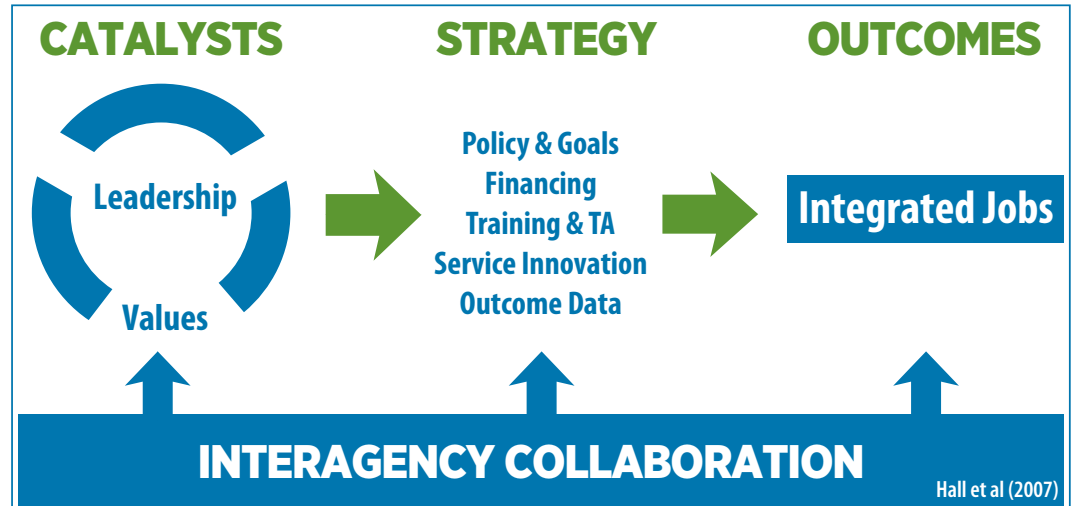 CATALYSTS
Leadership
Values
STRATEGY
Policy & Goals
Financing
Training & TA
Service Innovation
Outcome Data
OUTCOMES
Integrated Jobs
INTERAGENCY COLLABORATION
Hall et al (2007)